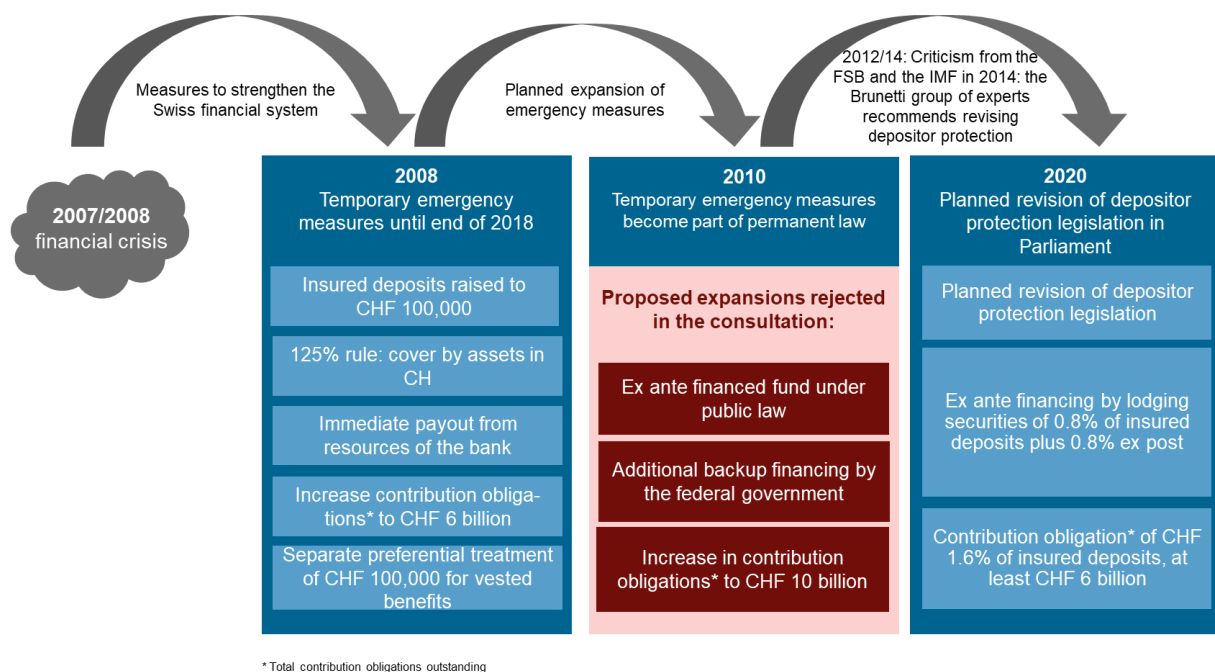 Measures to strengthen the
Swiss financial system
Planned expansion of
emergency measures
2012/14: Criticism from the
FSB and the IMF in 2014: the
Brunetti group of experts
recommends revising
depositor protection
2007/2008
financial crisis
2008
Temporary emergency
measures until end of 2018
Insured deposits raised to
CHF 100,000
125% rule: cover by assets in
CH
Immediate payout from
resources of the bank
Increase contribution obliga-
tions* to CHF 6 billion
Separate preferential treatment
of CHF 100,000 for vested
benefits
2010
Temporary emergency measures
become part of permanent law
Proposed expansions rejected
in the consultation:
Ex ante financed fund under
public law
Additional backup financing by
the federal government
Increase in contribution
obligations* to CHF 10 billion
2020
Planned revision of depositor
protection legislation in
Parliament
Planned revision of depositor
protection legislation
Ex ante financing by lodging
securities of 0.8% of insured
deposits plus 0.8% ex post
Contribution obligation* of CHF
1.6% of insured deposits, at
least CHF 6 billion
* Total contribution obligations outstanding